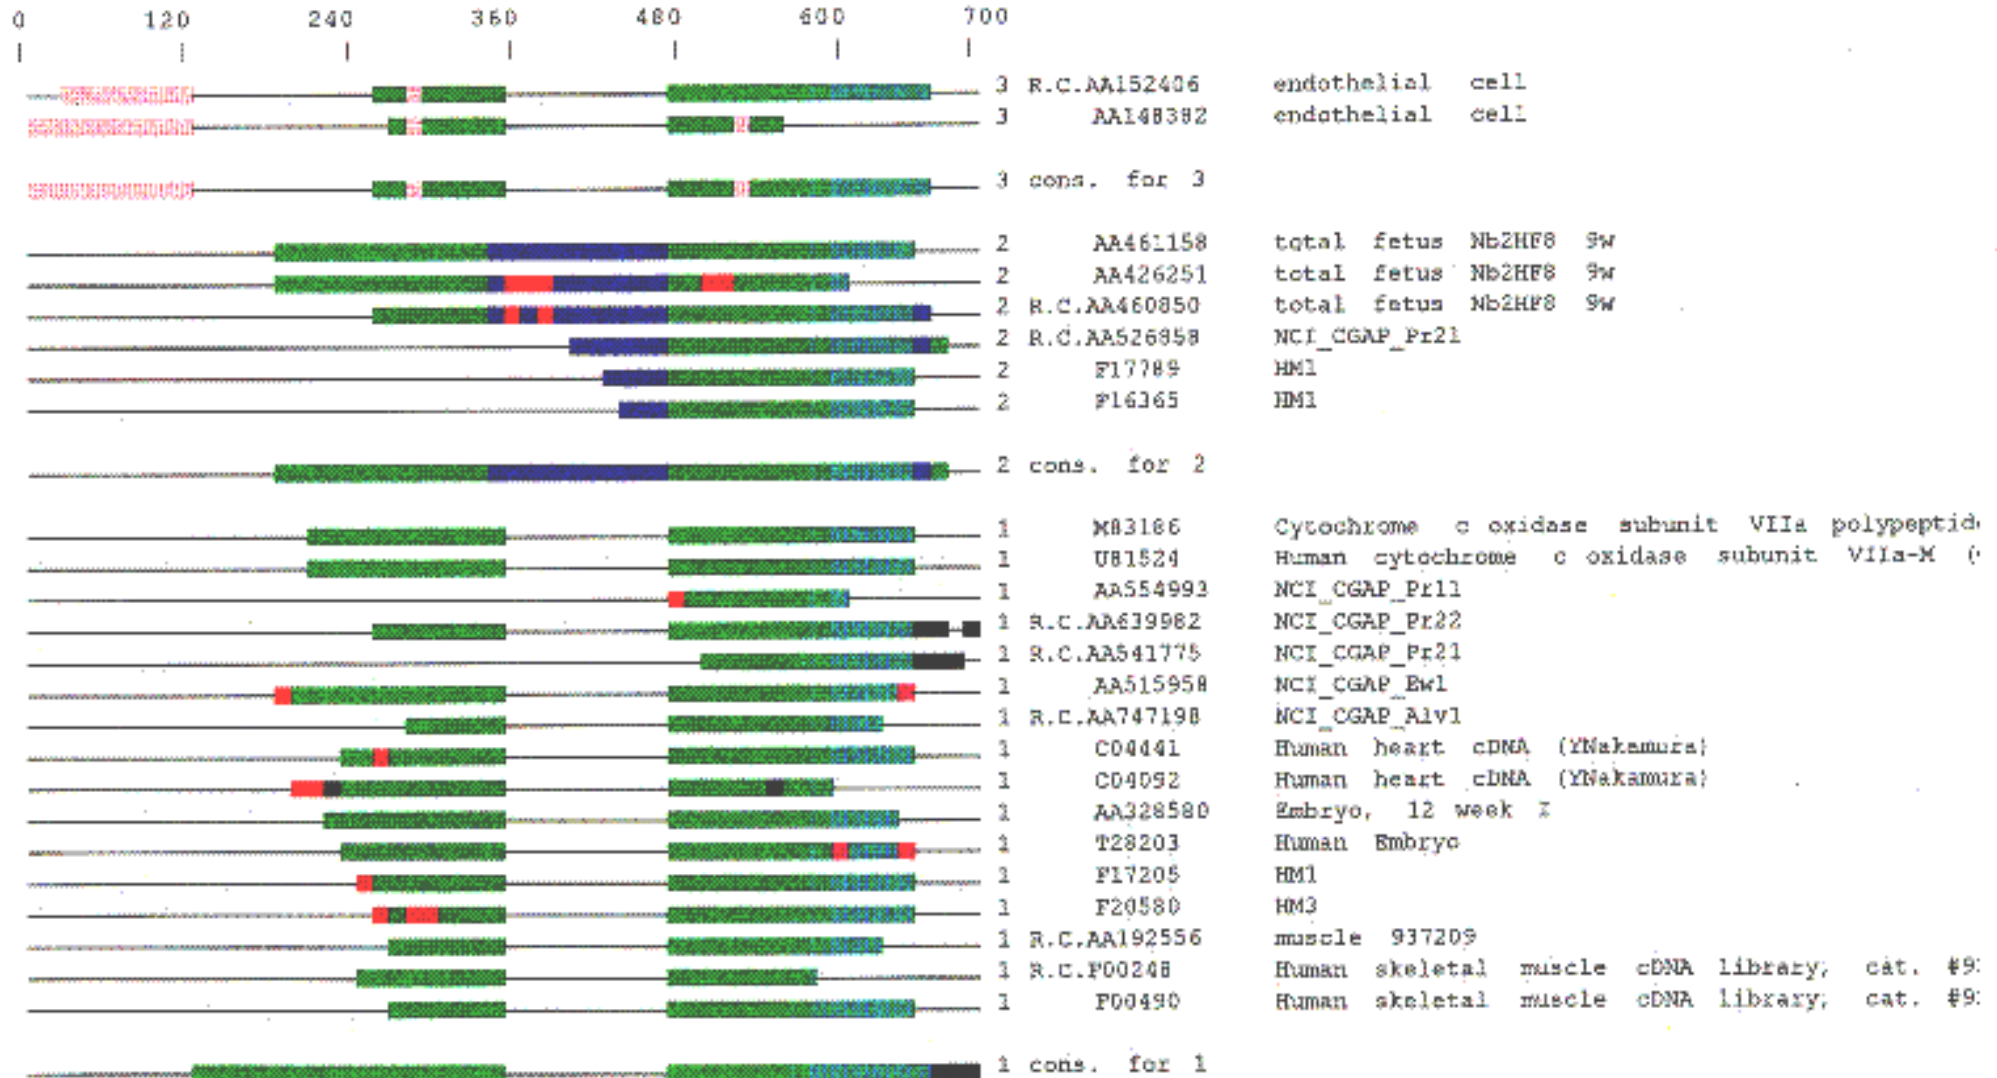 0 120 240 360 480 600 700
3 R.C.AA152406 endothelial cell
3 AA148382 endothelial cell
3 cons. for 3
2 AA461158 total fetus Nb2HF8 9w
2 AA426251 total fetus Nb2HF8 9w
2 R.C.AA460850 total fetus Nb2HF8 9w
2 R.C.AA526858 NCI_CGAP_Pr21
2 F17789 HM1
2 F16365 HM1
2 cons. for 2
1 M83186 Cytochrome c oxidase subunit VIIa polypeptid
1 U81524 Human cytochrome c oxidase subunit VIIa-M (
1 AA554993 NCI_CGAP_Pr11
1 R.C.AA639982 NCI_CGAP_Pr22
1 R.C.AA541775 NCI_CGAP_Pr21
1 AA515958 NCI_CGAP_Ew1
1 R.C.AA747198 NCI_CGAP_Alv1
1 C04441 Human heart cDNA (YNakamura)
1 C04092 Human heart cDNA (YNakamura)
1 AA328580 Embryo, 12 week I
1 T28203 Human Embryo
1 F17205 HM1
1 F20580 HM3
1 R.C.AA192556 muscle 937209
1 R.C.F00248 Human skeletal muscle cDNA library, cat. #9
1 F00490 Human skeletal muscle cDNA library, cat. #9
1 cons. for 1